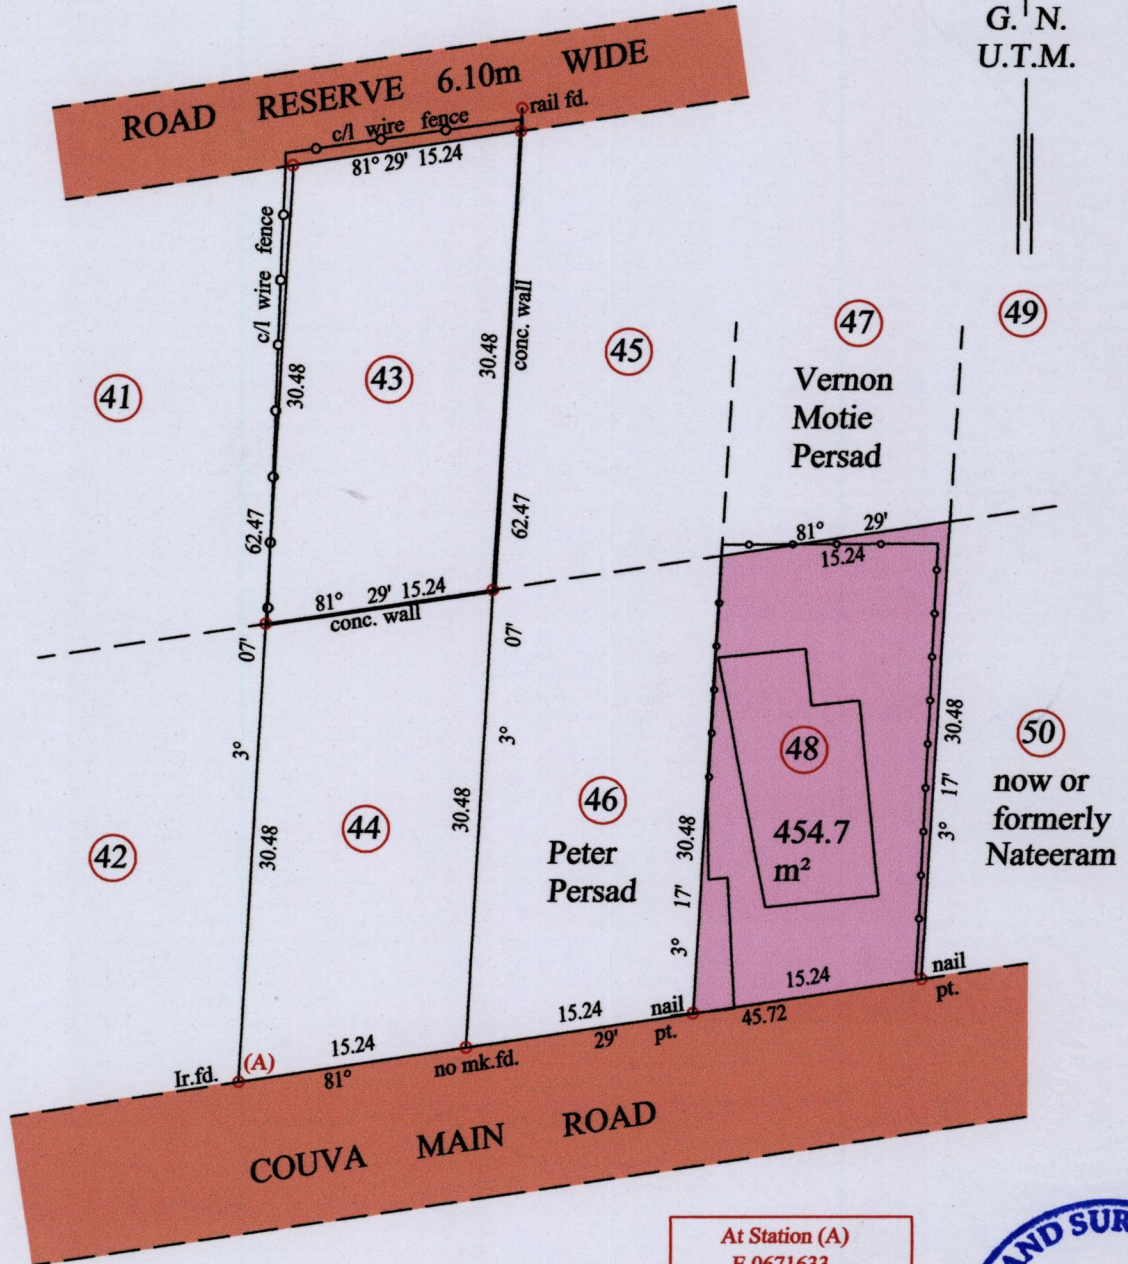 G. N.
U.T.M.
ROAD RESERVE 6.10m WIDE
rail fd.
c/l wire fence
81° 29' 15.24
c/l wire fence
30.48
30.48
conc. wall
41
43
45
47
49
Vernon
Motie
Persad
62.47
62.47
81° 29'
15.24
81° 29' 15.24
conc. wall
07'
07'
3°
3°
30.48
30.48
42
44
46
Peter
Persad
48
454.7
m²
30.48
17'
3°
30.48
17'
3°
50
now or
formerly
Nateeram
15.24
nail
pt.
15.24
nail
pt.
45.72
29'
15.24
81°
no mk.fd.
Ir.fd.
(A)
COUVA MAIN ROAD
At Station (A)
E 0671633
AND SUR